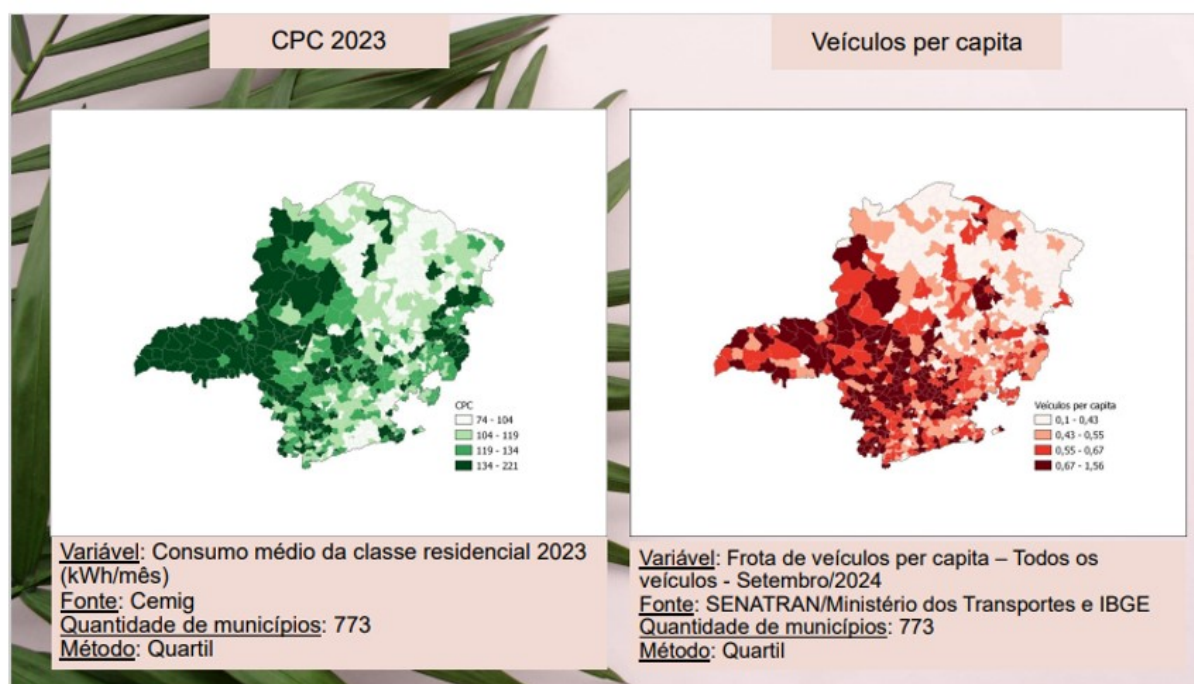 CPC 2023
Veículos per capita
CPC
74 - 104
104 - 119
119 - 134
134 - 221
Veículos per capita
0,1 - 0,43
0,43 - 0,55
0,55 - 0,67
0,67 - 1,56
Variável: Consumo médio da classe residencial 2023
(kWh/mês)
Fonte: Cemig
Quantidade de municípios: 773
Método: Quartil
Variável: Frota de veículos per capita – Todos os
veículos - Setembro/2024
Fonte: SENATRAN/Ministério dos Transportes e IBGE
Quantidade de municípios: 773
Método: Quartil